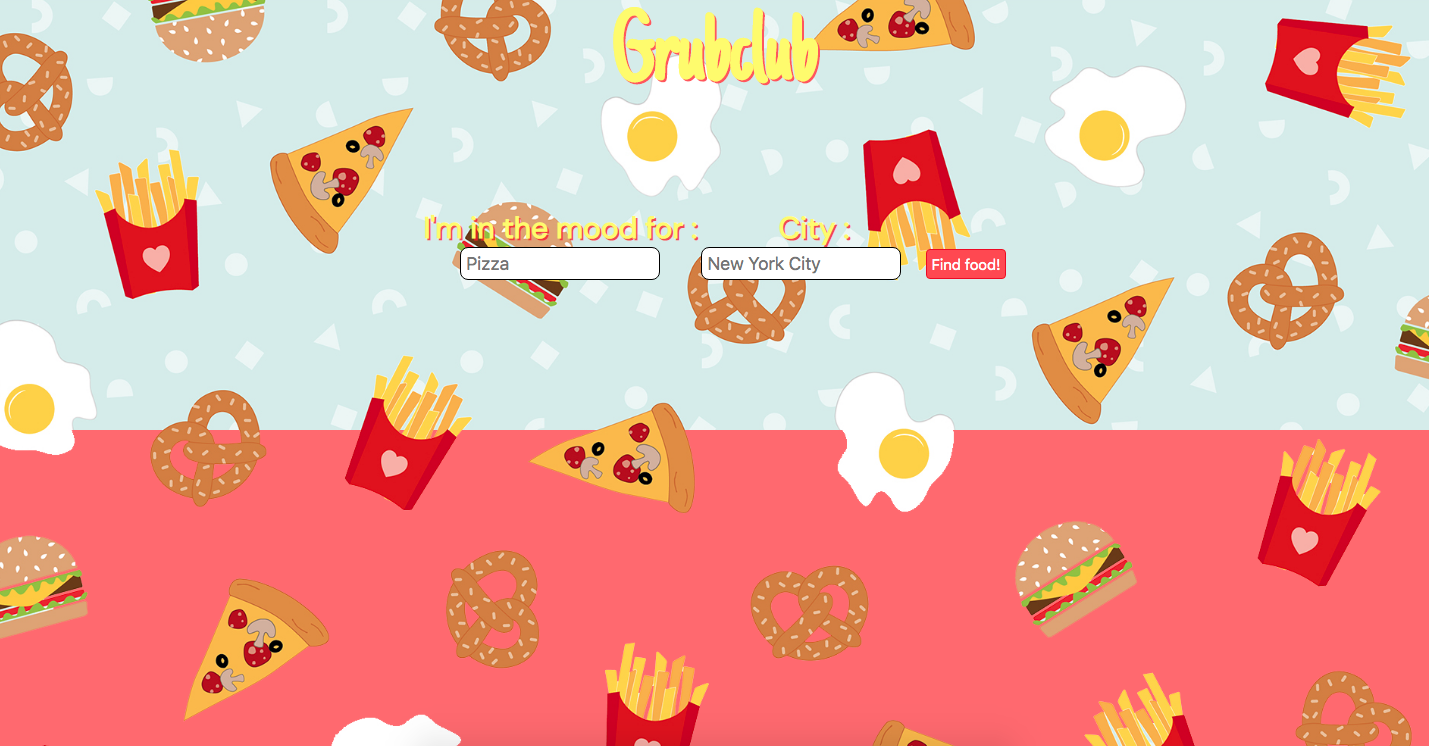 Grubclub
I'm in the mood for : City :
Pizza New York City Find food!